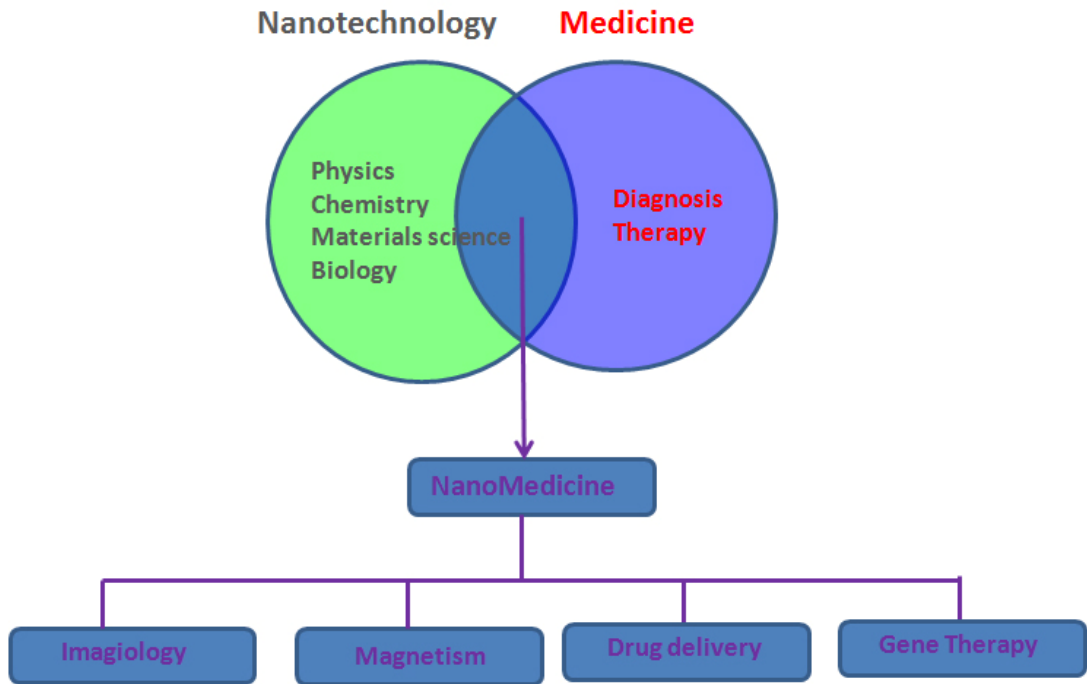 Nanotechnology
Medicine
Physics
Chemistry
Materials science
Biology
Diagnosis
Therapy
NanoMedicine
Imagiology
Magnetism
Drug delivery
Gene Therapy